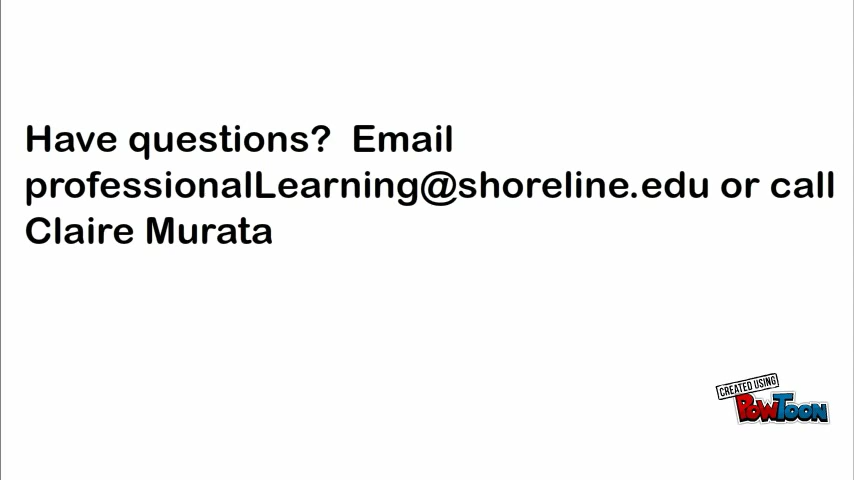 Have questions?  Email
professionalLearning@shoreline.edu or call
Claire Murata
CREATED USING
POWTOON